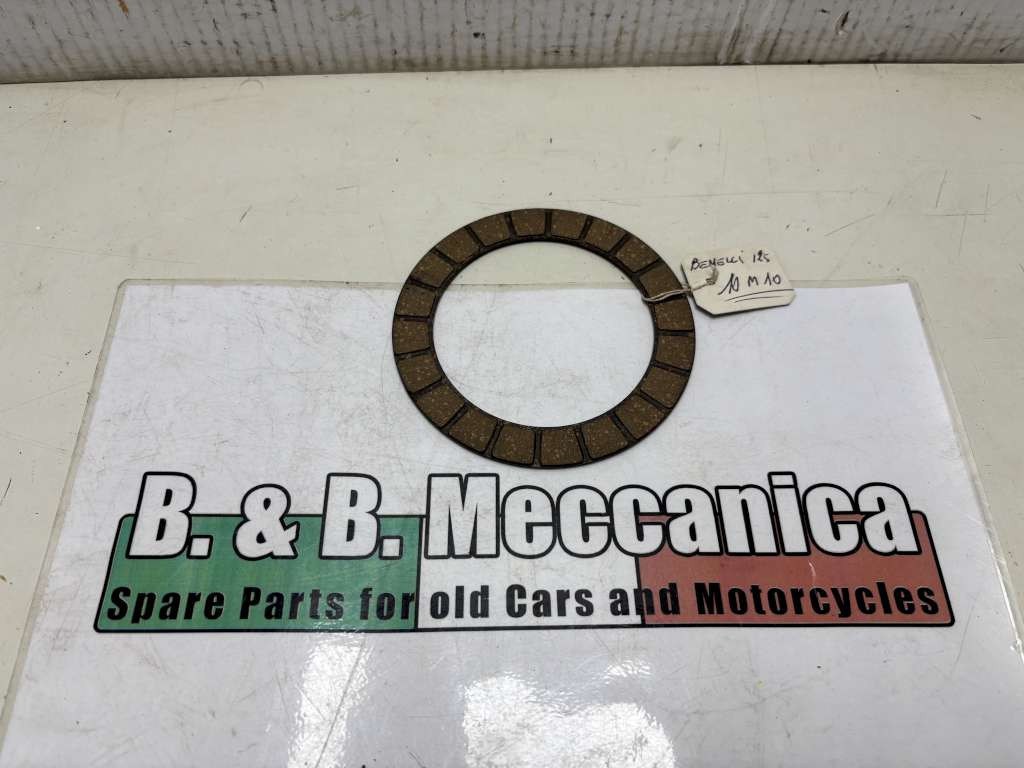 BENELLI 125
10 M 10
B. & B. Meccanica
Spare Parts for old Cars and Motorcycles